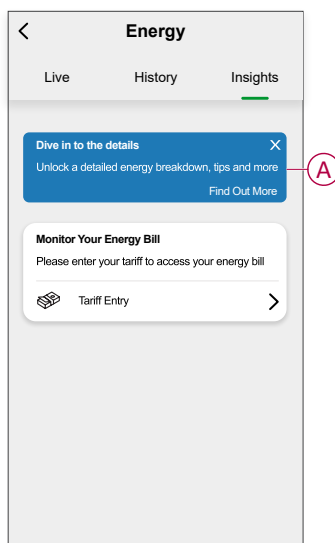 Energy
Live History Insights
Dive in to the details X
Unlock a detailed energy breakdown, tips and more
Find Out More
A
Monitor Your Energy Bill
Please enter your tariff to access your energy bill
Tariff Entry